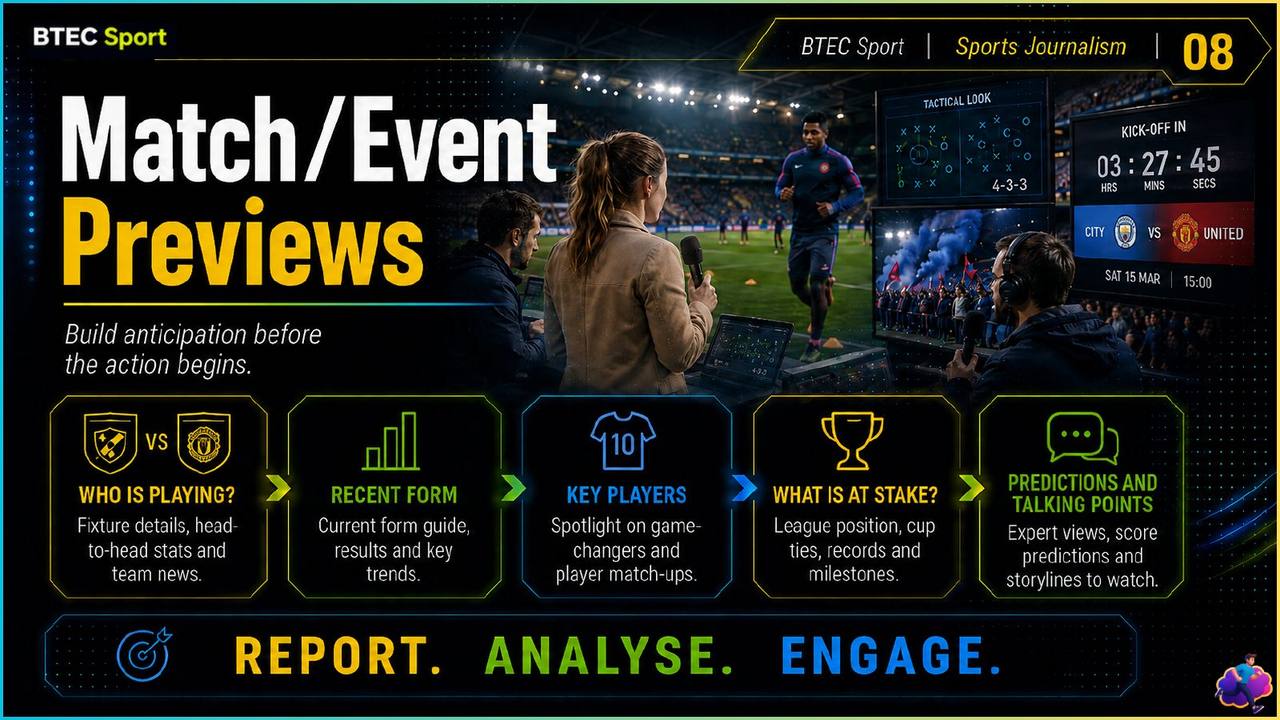 BTEC Sport
BTEC Sport | Sports Journalism | 08
Match/Event
Previews
Build anticipation before
the action begins.
TACTICAL LOOK
4-3-3
KICK-OFF IN
03 : 27 : 45
HRS MINS SECS
CITY VS UNITED
SAT 15 MAR | 15:00
4-3-3
VS
WHO IS PLAYING?
Fixture details, head-
to-head stats and
team news.
RECENT FORM
Current form guide,
results and key
trends.
10
KEY PLAYERS
Spotlight on game-
changers and
player match-ups.
WHAT IS AT STAKE?
League position, cup
ties, records and
milestones.
PREDICTIONS AND
TALKING POINTS
Expert views, score
predictions and
storylines to watch.
REPORT. ANALYSE. ENGAGE.